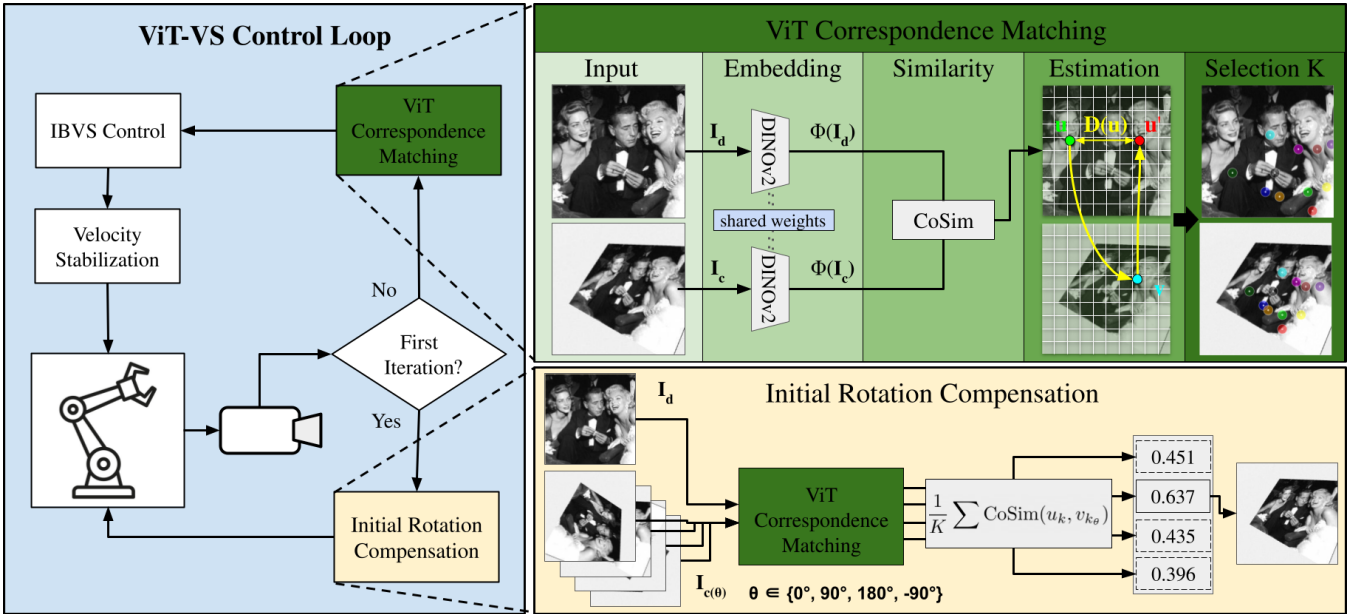 ViT-VS Control Loop
IBVS Control
ViT
Correspondence
Matching
Velocity
Stabilization
No
First
Iteration?
Yes
Initial Rotation
Compensation
ViT Correspondence Matching
Input
Embedding
Similarity
Estimation
Selection K
I_d
DINOv2
Φ(I_d)
shared weights
CoSim
I_c
DINOv2
Φ(I_c)
u
D(u)
u'
v
Initial Rotation Compensation
I_d
I_c(θ)
ViT
Correspondence
Matching
θ ∈ {0°, 90°, 180°, -90°}
1/K ∑ CoSim(u_k, v_{k_θ})
0.451
0.637
0.435
0.396